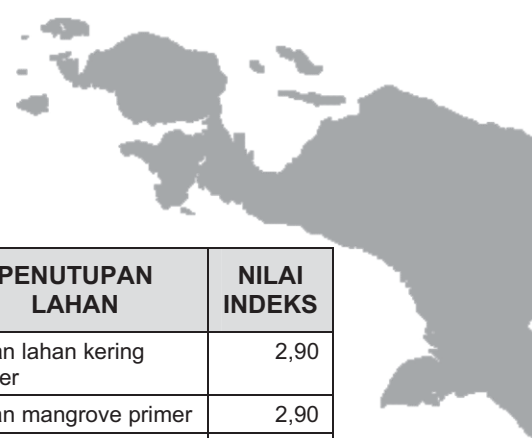 PENUTUPAN
LAHAN
NILAI
INDEKS
lahan kering
2,90
mangrove primer
2,90